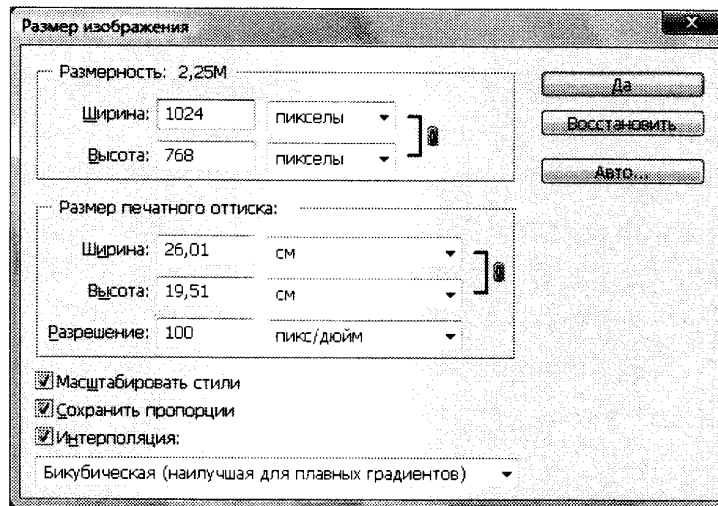 Размер изображения
Размерность: 2,25М
Да
Ширина: 1024 пикселы
Восстановить
Высота: 768 пикселы
Авто...
Размер печатного оттиска:
Ширина: 26,01 см
Высота: 19,51 см
Разрешение: 100 пикс/дюйм
Масштабировать стили
Сохранить пропорции
Интерполяция:
Бикубическая (наилучшая для плавных градиентов)